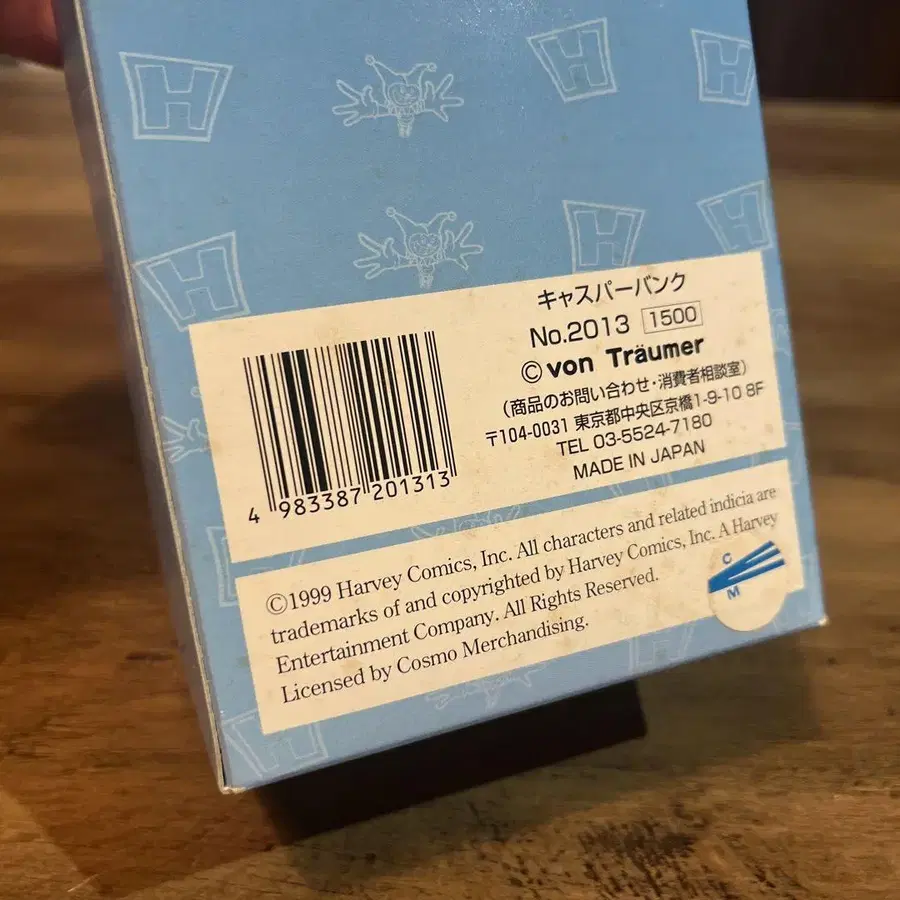 H
H
H
H
H
H
キャスパーバンク
No.2013 1500
© von Träumer
(商品のお問い合わせ・消費者相談室)
〒104-0031 東京都中央区京橋1-9-10 8F
TEL 03-5524-7180
MADE IN JAPAN
4 983387 201313
©1999 Harvey Comics, Inc. All characters and related indicia are
trademarks of and copyrighted by Harvey Comics, Inc. A Harvey
Entertainment Company. All Rights Reserved.
Licensed by Cosmo Merchandising.
C
M
H